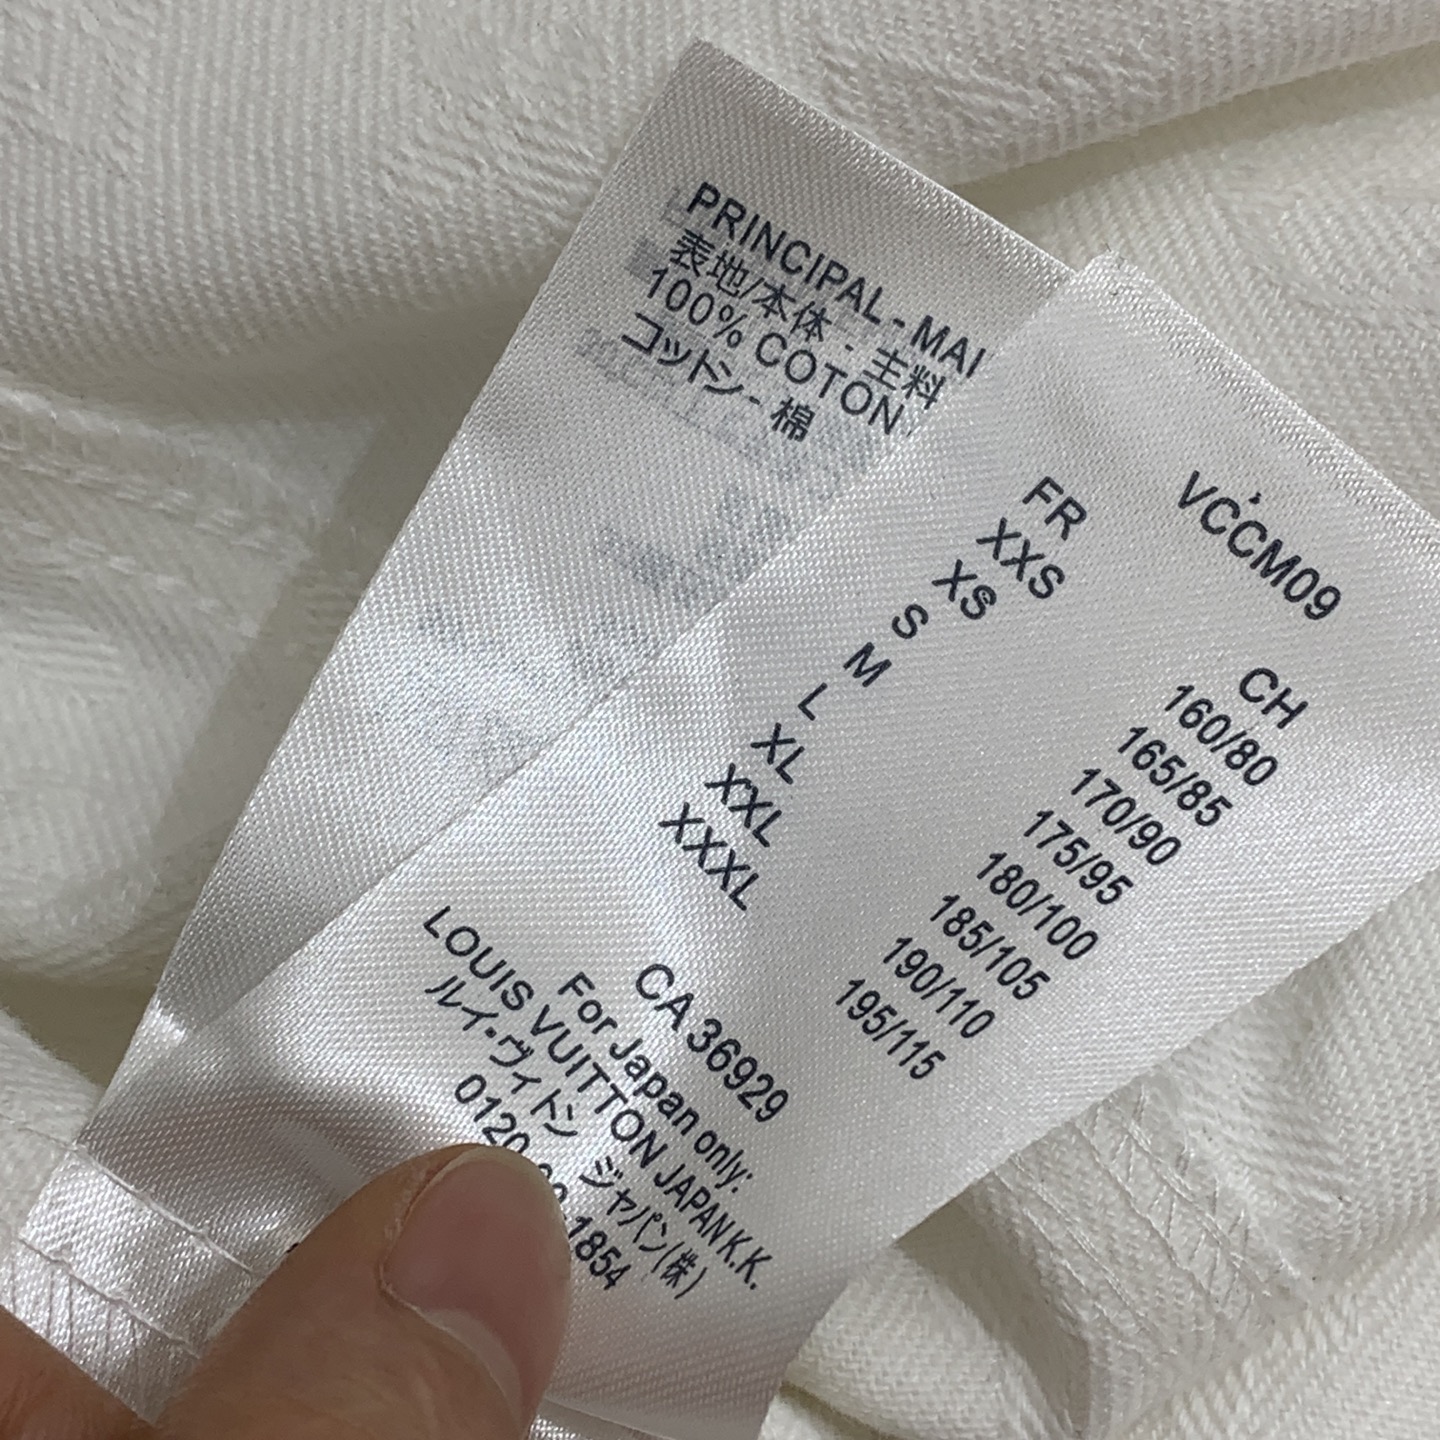 PRINCIPAL - MAI
表地/本体 - 主料
100% COTON
コットン - 棉
VCCM09
FR CH
XXS 160/80
XS 165/85
S 170/90
M 175/95
L 180/100
XL 185/105
XXL 190/110
XXXL 195/115
CA 36929
For Japan only:
LOUIS VUITTON JAPAN K.K.
ルイ・ヴィトン ジャパン(株)
0120 1854